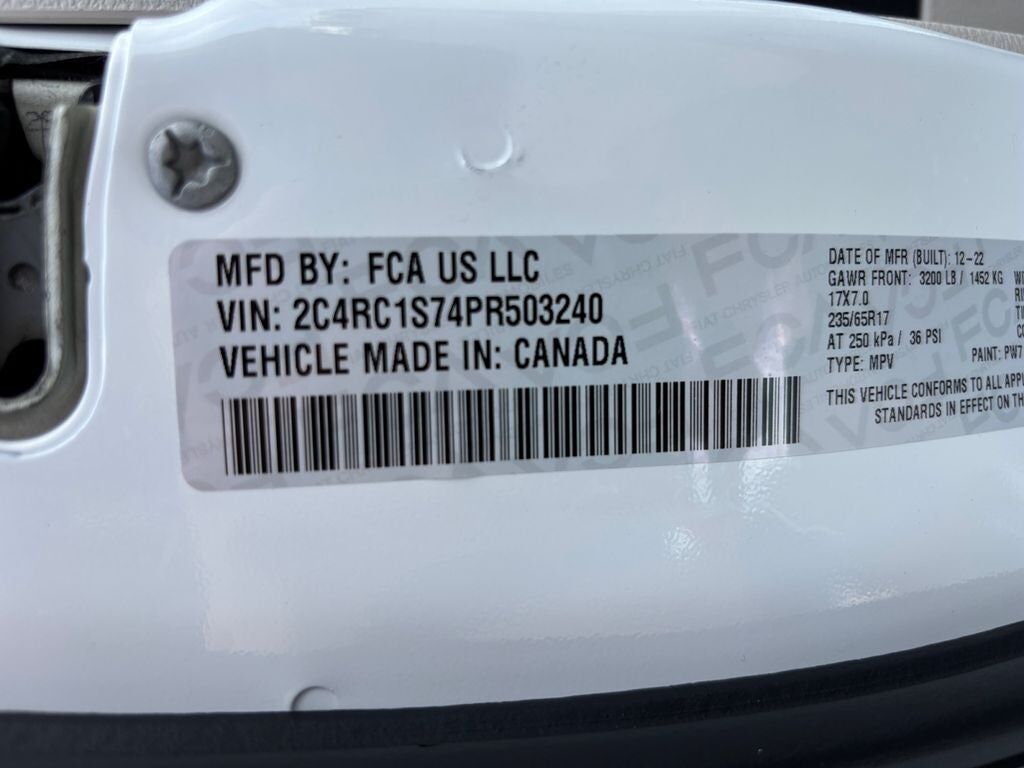 MFD BY: FCA US LLC
VIN: 2C4RC1S74PR503240
VEHICLE MADE IN: CANADA
DATE OF MFR (BUILT): 12-22
GAWR FRONT: 3200 LB / 1452 KG
17X7.0
235/65R17
AT 250 kPa / 36 PSI
TYPE: MPV PAINT: PW7
THIS VEHICLE CONFORMS TO ALL
STANDARDS IN EFFECT ON